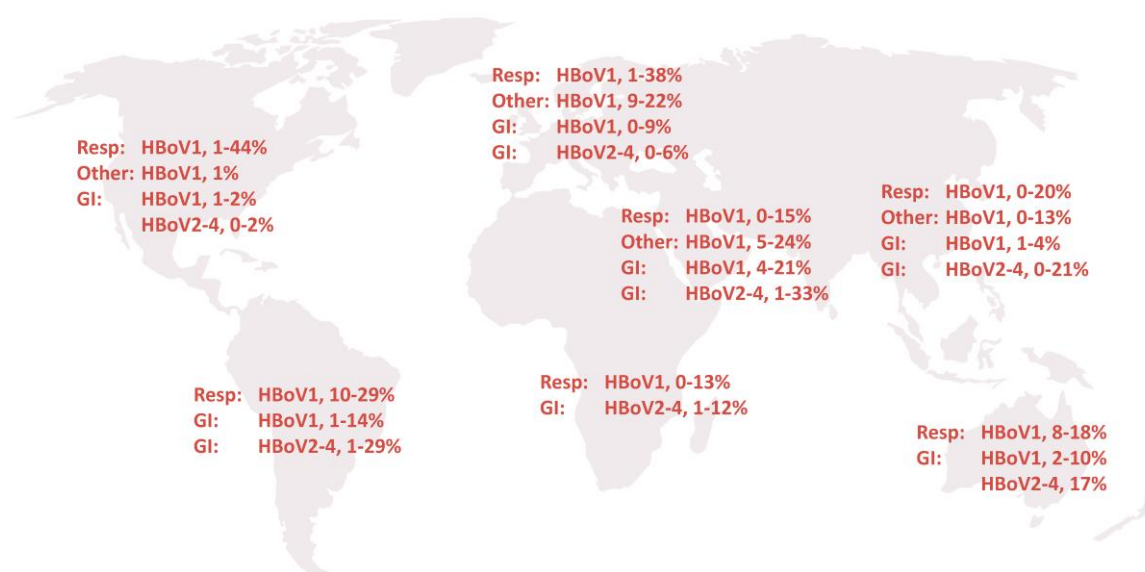 Resp: HBoV1, 1-38%
Other: HBoV1, 9-22%
GI: HBoV1, 0-9%
GI: HBoV2-4, 0-6%
Resp: HBoV1, 1-44%
Other: HBoV1, 1%
GI: HBoV1, 1-2%
HBoV2-4, 0-2%
Resp: HBoV1, 0-20%
Other: HBoV1, 0-13%
GI: HBoV1, 1-4%
GI: HBoV2-4, 0-21%
Resp: HBoV1, 0-15%
Other: HBoV1, 5-24%
GI: HBoV1, 4-21%
GI: HBoV2-4, 1-33%
Resp: HBoV1, 10-29%
GI: HBoV1, 1-14%
GI: HBoV2-4, 1-29%
Resp: HBoV1, 0-13%
GI: HBoV2-4, 1-12%
Resp: HBoV1, 8-18%
GI: HBoV1, 2-10%
HBoV2-4, 17%